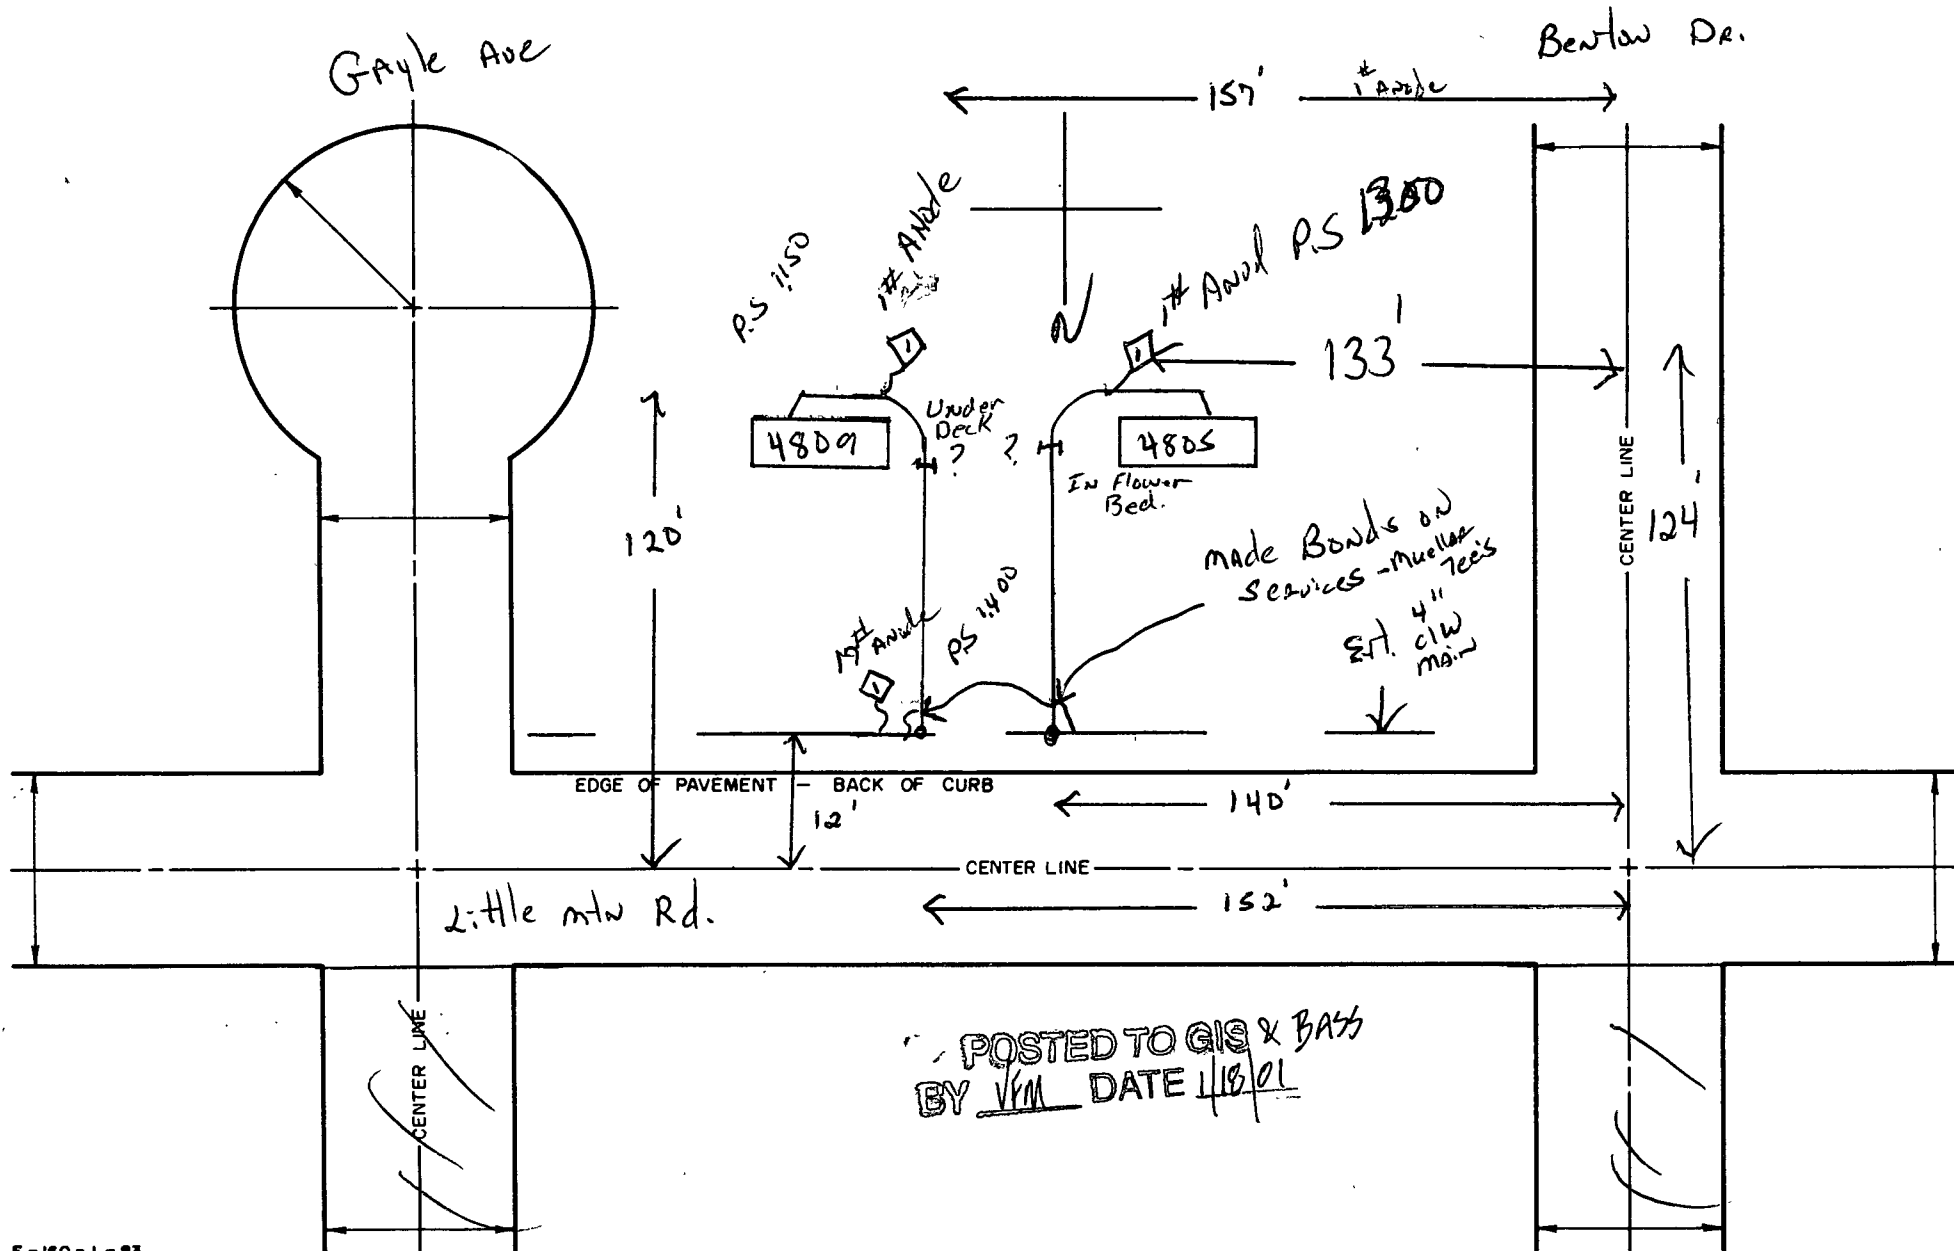 Gayle Ave
Benton Dr.
157'
1# Anode
P.S 1,150
1# ANode
1# Anod P.S
N
133'
1
1
Under
Deck
?
?
4809
4805
In Flower
Bed.
120'
124'
CENTER LINE
made Bonds on
Services - Mueller
Tee's
4"
C/W
Main
Anode
P.S 1,400
1
EDGE OF PAVEMENT - BACK OF CURB
12'
140'
CENTER LINE
Little mtn Rd.
152'
CENTER LINE
POSTED TO GIS & BASS
BY VFM DATE 1/18/01